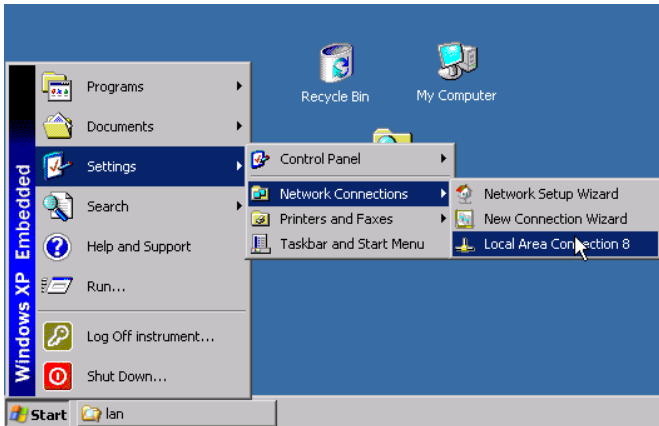 Recycle Bin
My Computer
Windows XP Embedded
Programs
Documents
Settings
Search
Help and Support
Run...
Log Off instrument...
Shut Down...
Control Panel
Network Connections
Printers and Faxes
Taskbar and Start Menu
Network Setup Wizard
New Connection Wizard
Local Area Connection 8
Start
lan